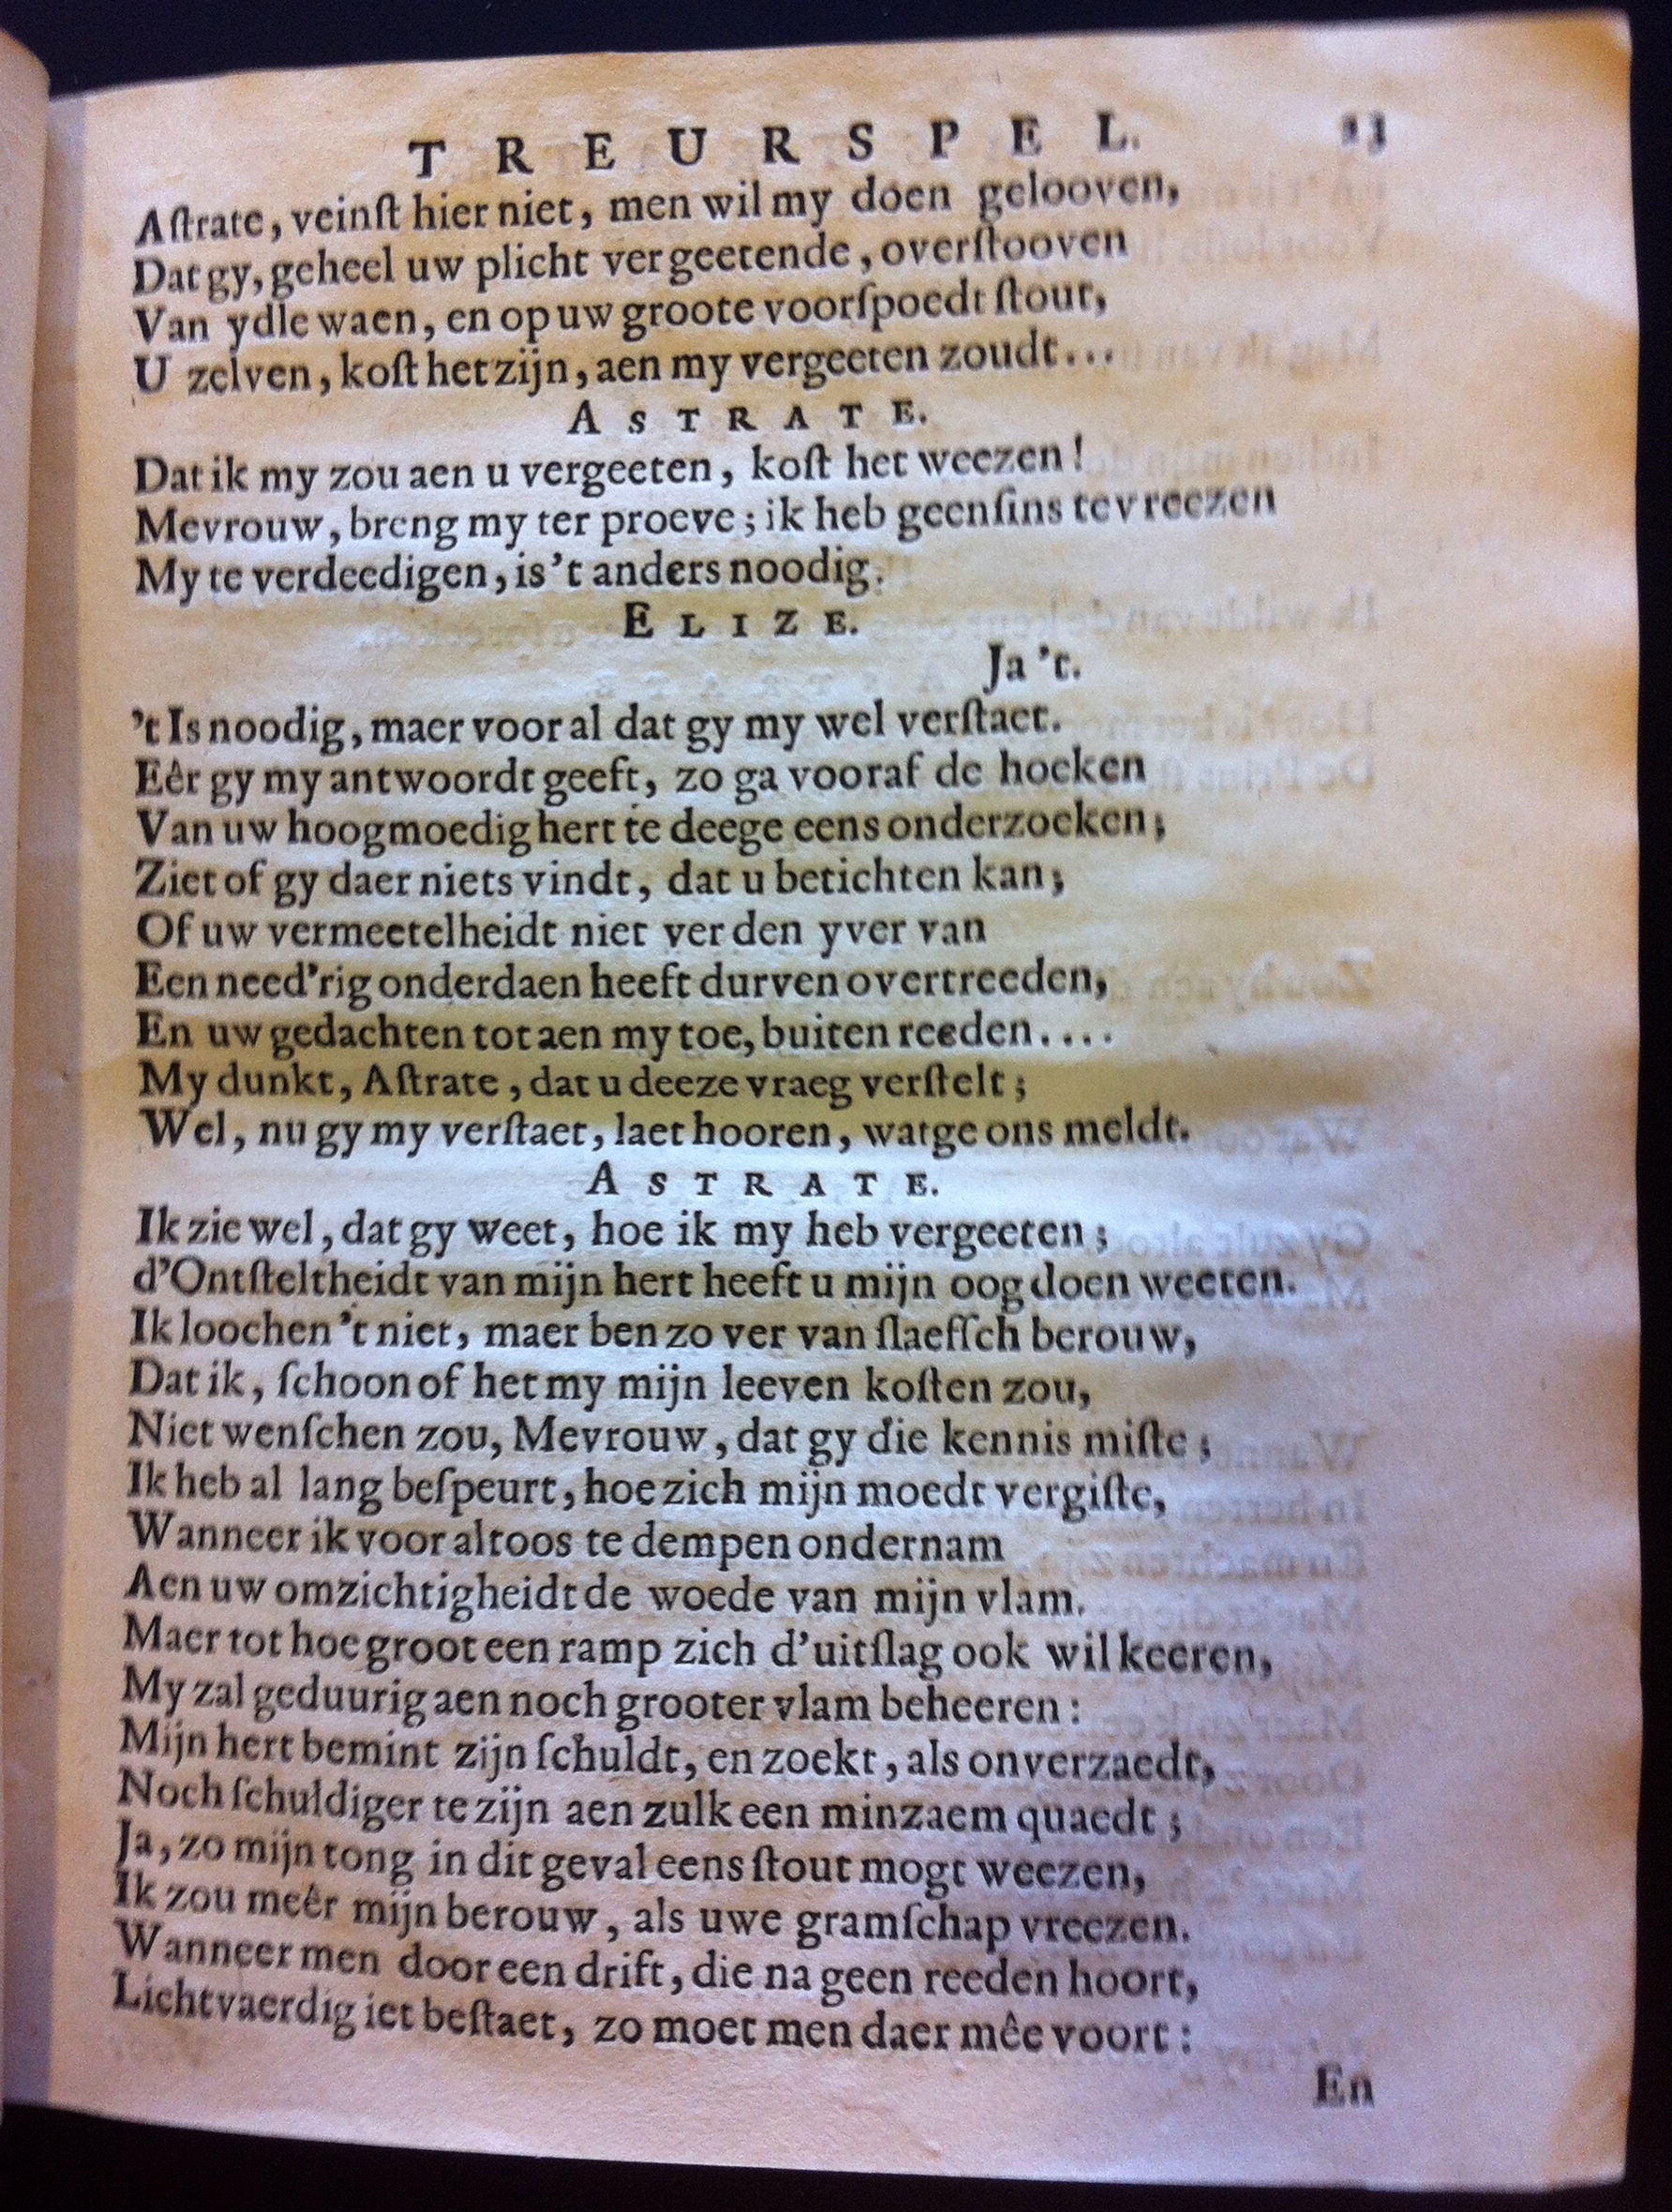 TREURSPEL. 23
Aſtrate, veinſt hier niet, men wil my doen gelooven,
Dat gy, geheel uw plicht vergeetende, overſtooven
Van ydle waen, en op uw groote voorſpoedt ſtout,
U zelven, koſt het zijn, aen my vergeeten zoudt...
ASTRATE.
Dat ik my zou aen u vergeeten, koſt het weezen!
Mevrouw, breng my ter proeve; ik heb geenſins te vreezen
My te verdeedigen, is 't anders noodig.
ELIZE.
Ja 't.
't Is noodig, maer voor al dat gy my wel verſtaet.
Eêr gy my antwoordt geeft, zo ga vooraf de hoeken
Van uw hoogmoedig hert te deege eens onderzoeken;
Ziet of gy daer niets vindt, dat u betichten kan;
Of uw vermeetelheidt niet ver den yver van
Een need'rig onderdaen heeft durven overtreeden,
En uw gedachten tot aen my toe, buiten reeden....
My dunkt, Aſtrate, dat u deeze vraeg verſtelt;
Wel, nu gy my verſtaet, laet hooren, wat ge ons meldt.
ASTRATE.
Ik zie wel, dat gy weet, hoe ik my heb vergeeten;
d'Ontſteltheidt van mijn hert heeft u mijn oog doen weeten.
Ik loochen 't niet, maer ben zo ver van ſlaefſch berouw,
Dat ik, ſchoon of het my mijn leeven koſten zou,
Niet wenſchen zou, Mevrouw, dat gy die kennis miſte;
Ik heb al lang beſpeurt, hoe zich mijn moedt vergiſte,
Wanneer ik voor altoos te dempen ondernam
Aen uw omzichtigheidt de woede van mijn vlam.
Maer tot hoe groot een ramp zich d'uitſlag ook wil keeren,
My zal geduurig aen noch grooter vlam beheeren:
Mijn hert bemint zijn ſchuldt, en zoekt, als onverzaedt,
Noch ſchuldiger te zijn aen zulk een minzaem quaedt;
Ja, zo mijn tong in dit geval eens ſtout mogt weezen,
Ik zou meêr mijn berouw, als uwe gramſchap vreezen.
Wanneer men door een drift, die na geen reeden hoort,
Lichtvaerdig iet beſtaet, zo moet men daer mêe voort:
En